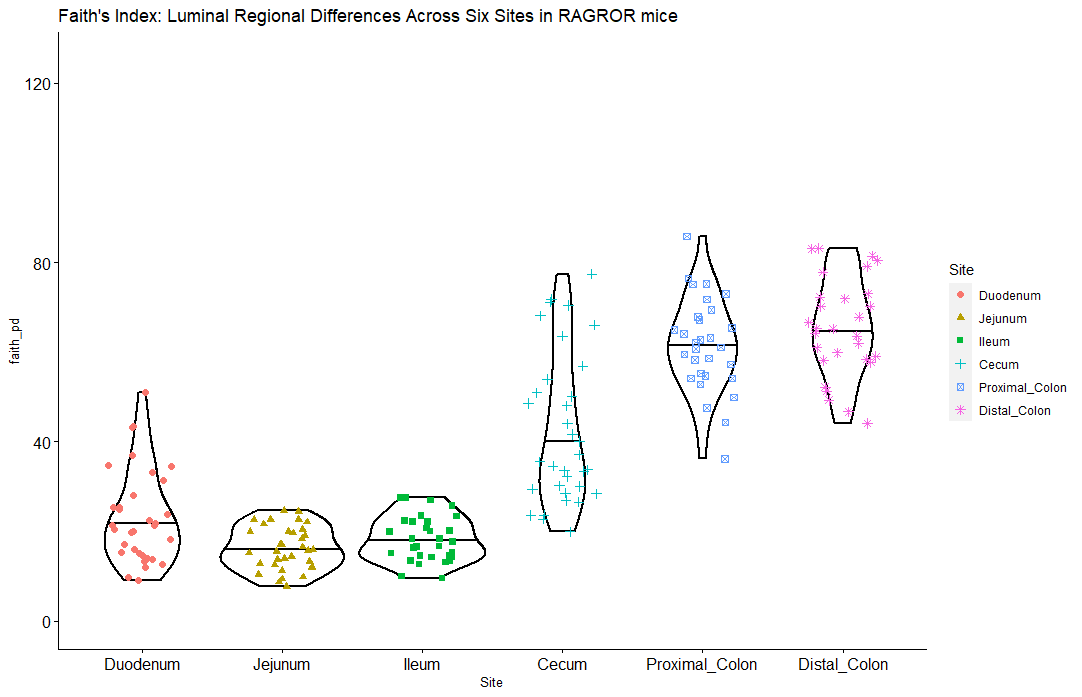 Faith's Index: Luminal Regional Differences Across Six Sites in RAGROR mice
120
80
40
0
faith_pd
Duodenum Jejunum Ileum Cecum Proximal_Colon Distal_Colon
Site
Site
Duodenum
Jejunum
Ileum
Cecum
Proximal_Colon
Distal_Colon